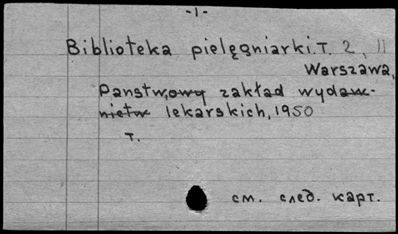 -1-
Biblioteka pielęgniarki. T. 2, 11
Warszawa,
Państwowy zakład wydaw-
nictw lekarskich, 1950
т.
см. след. карт.